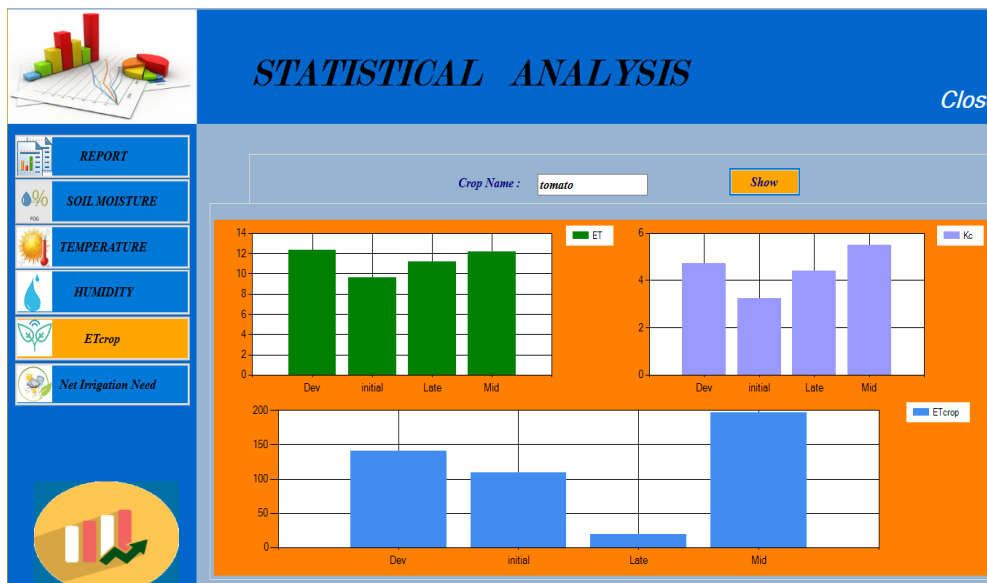 STATISTICAL ANALYSIS
Clos
REPORT
%
SOIL MOISTURE
FOG
TEMPERATURE
HUMIDITY
ETcrop
Net Irrigation Need
Crop Name :
tomato
Show
14
12
10
8
6
4
2
0
Dev initial Late Mid
ET
6
4
2
0
Dev initial Late Mid
Kc
200
150
100
50
0
Dev initial Late Mid
ETcrop